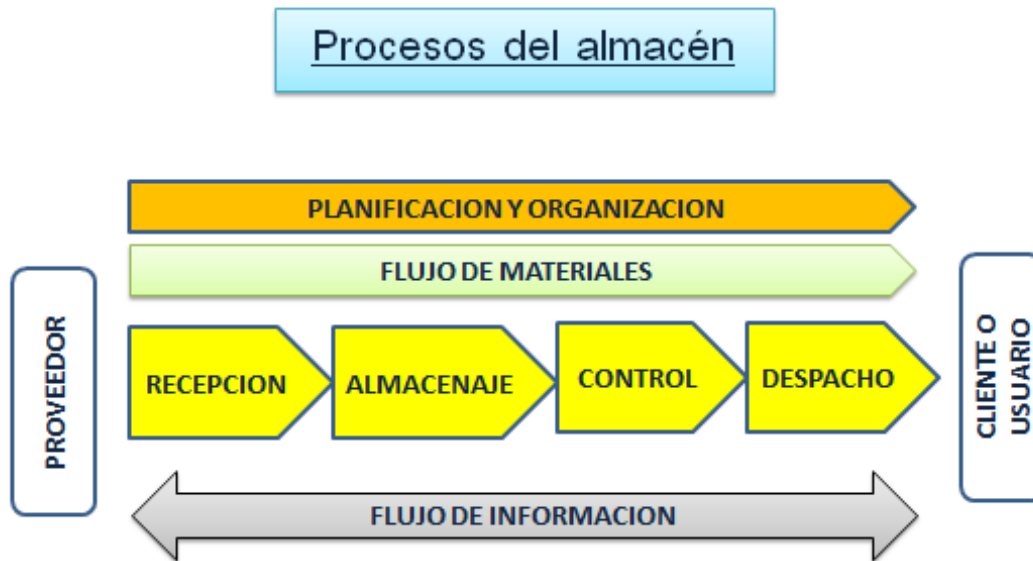 Procesos del almacén
PLANIFICACION Y ORGANIZACION
FLUJO DE MATERIALES
PROVEEDOR
RECEPCION
ALMACENAJE
CONTROL
DESPACHO
CLIENTE O
USUARIO
FLUJO DE INFORMACION